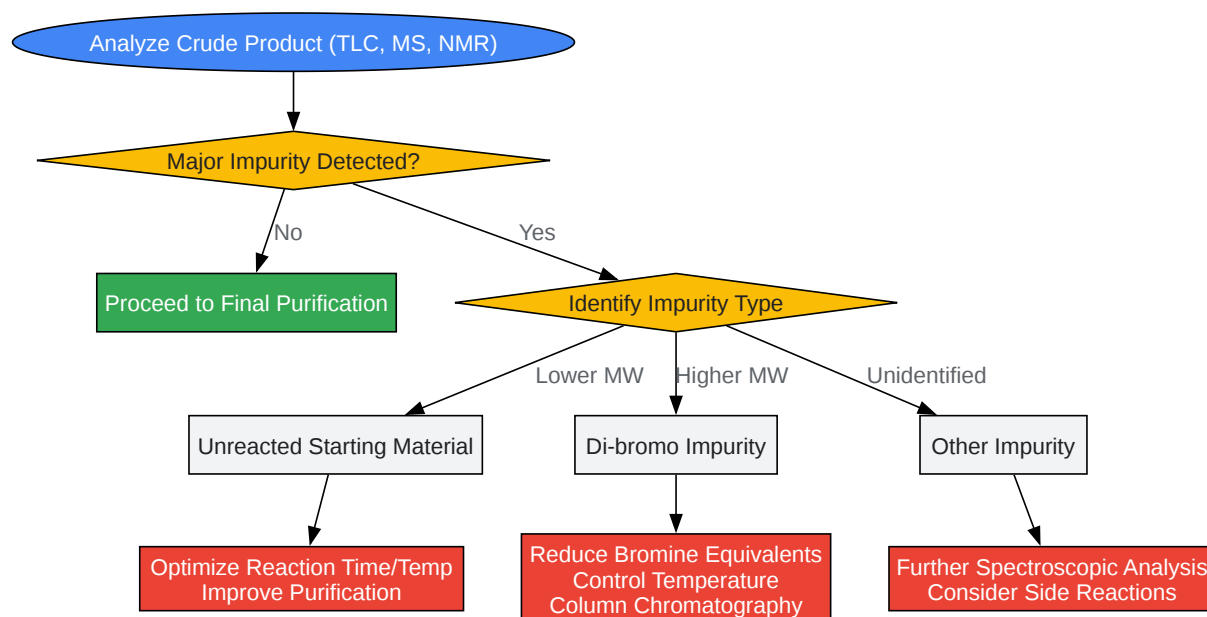 Analyze Crude Product (TLC, MS, NMR)
Major Impurity Detected?
No
Yes
Proceed to Final Purification
Identify Impurity Type
Lower MW
Higher MW
Unidentified
Unreacted Starting Material
Di-bromo Impurity
Other Impurity
Optimize Reaction Time/Temp
Improve Purification
Reduce Bromine Equivalents
Control Temperature
Column Chromatography
Further Spectroscopic Analysis
Consider Side Reactions